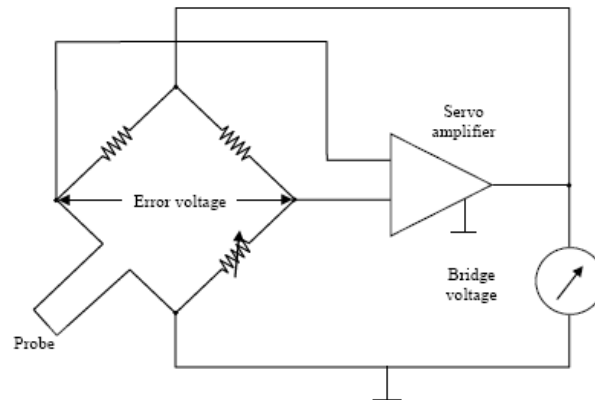 Servo
amplifier
Error voltage
Bridge
voltage
Probe